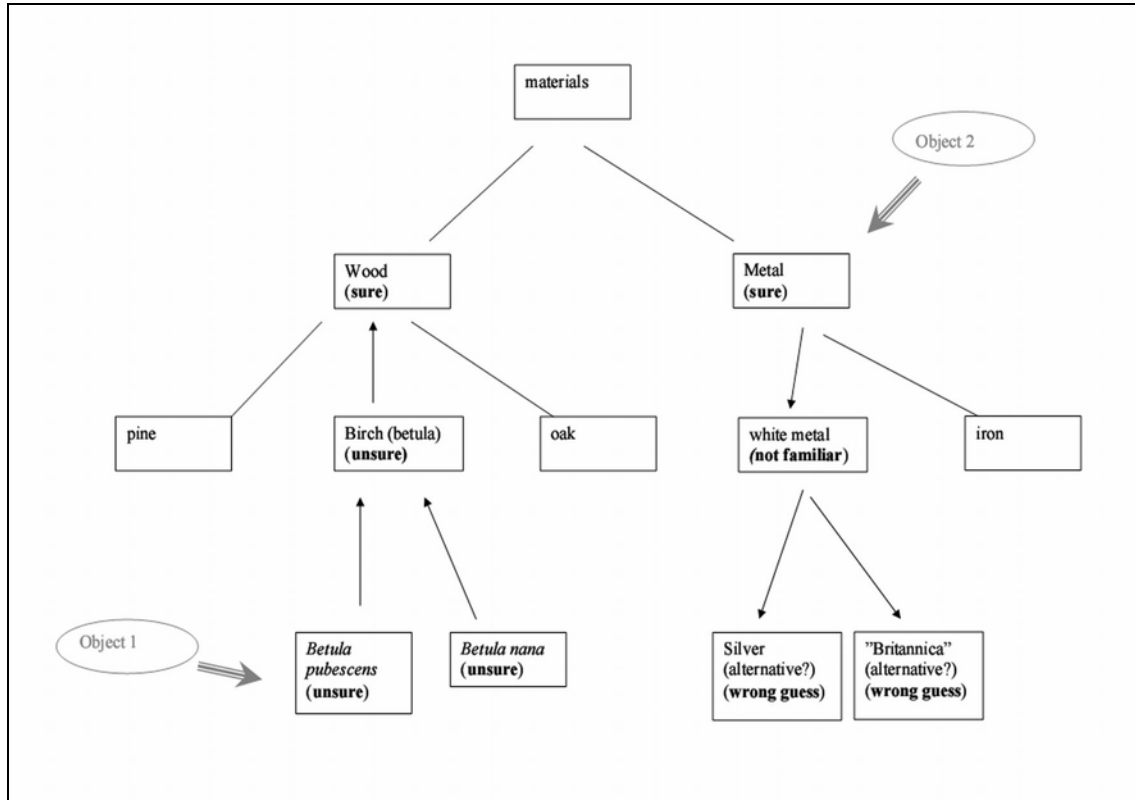 materials
Object 2
Wood
(sure)
Metal
(sure)
pine
Birch (betula)
(unsure)
oak
white metal
(not familiar)
iron
Object 1
Betula
pubescens
(unsure)
Betula nana
(unsure)
Silver
(alternative?)
(wrong guess)
”Britannica”
(alternative?)
(wrong guess)